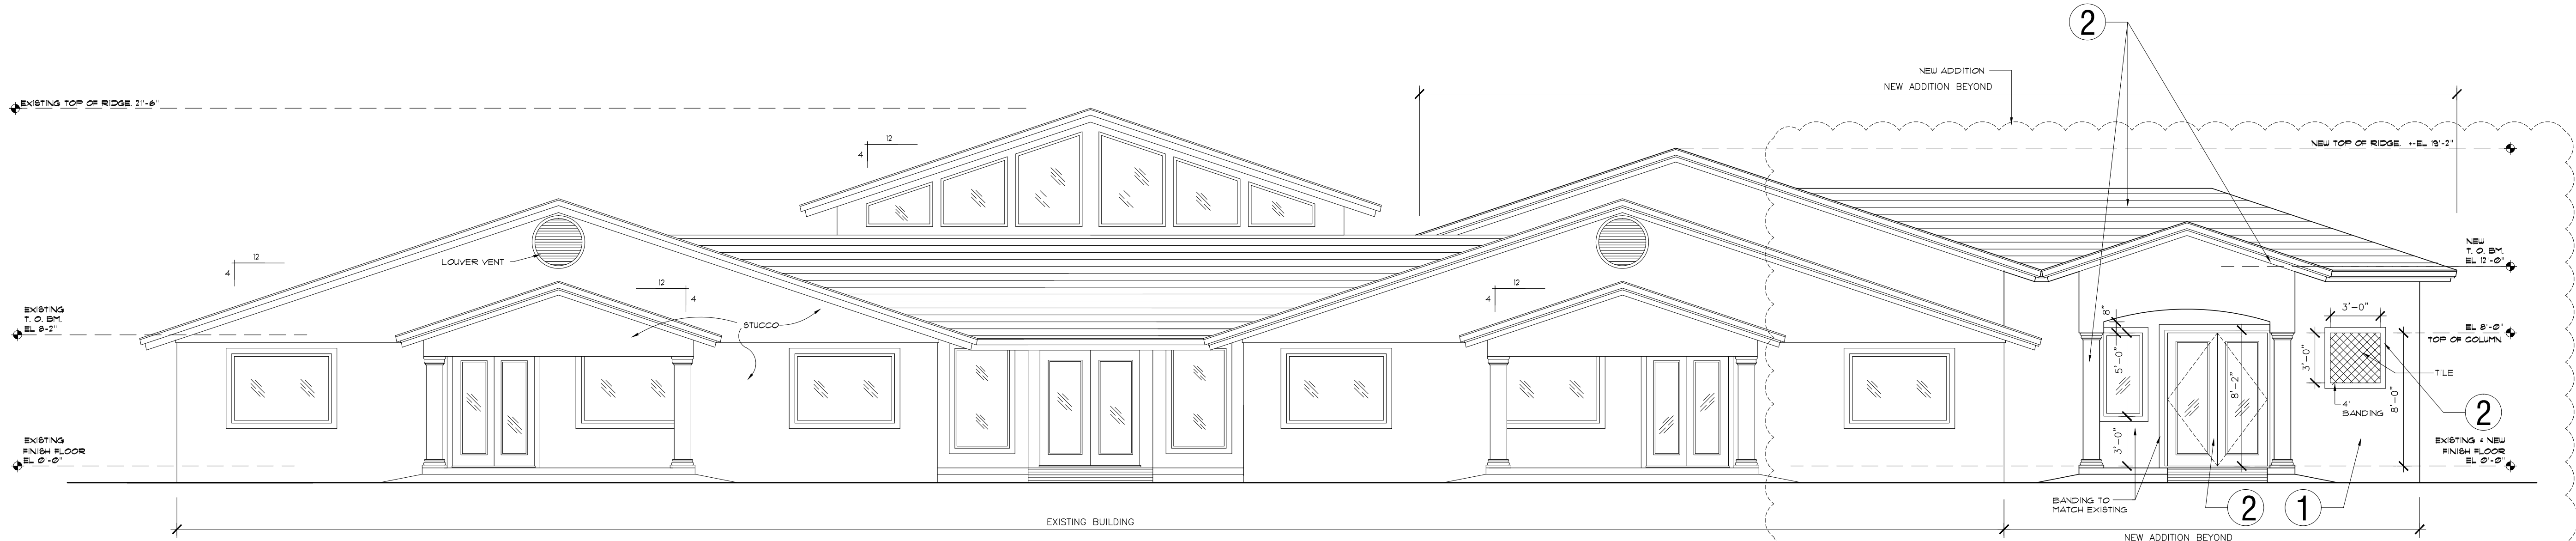 2
NEW ADDITION
NEW ADDITION BEYOND
EXISTING TOP OF RIDGE. 21'-6"
12
4
NEW TOP OF RIDGE. +-EL 19'-2"
LOUVER VENT
12
4
12
4
12
4
NEW
T. O. BM.
EL 12'-0"
EXISTING
T. O. BM.
EL 8'-2"
STUCCO
8"
3'-0"
EL 8'-0"
TOP OF COLUMN
5'-0"
3'-0"
TILE
8'-2"
8'-0"
4"
BANDING
2
3'-0"
EXISTING
FINISH FLOOR
EL 0'-0"
EXISTING & NEW
FINISH FLOOR
EL 0'-0"
BANDING TO
MATCH EXISTING
2
1
EXISTING BUILDING
NEW ADDITION BEYOND